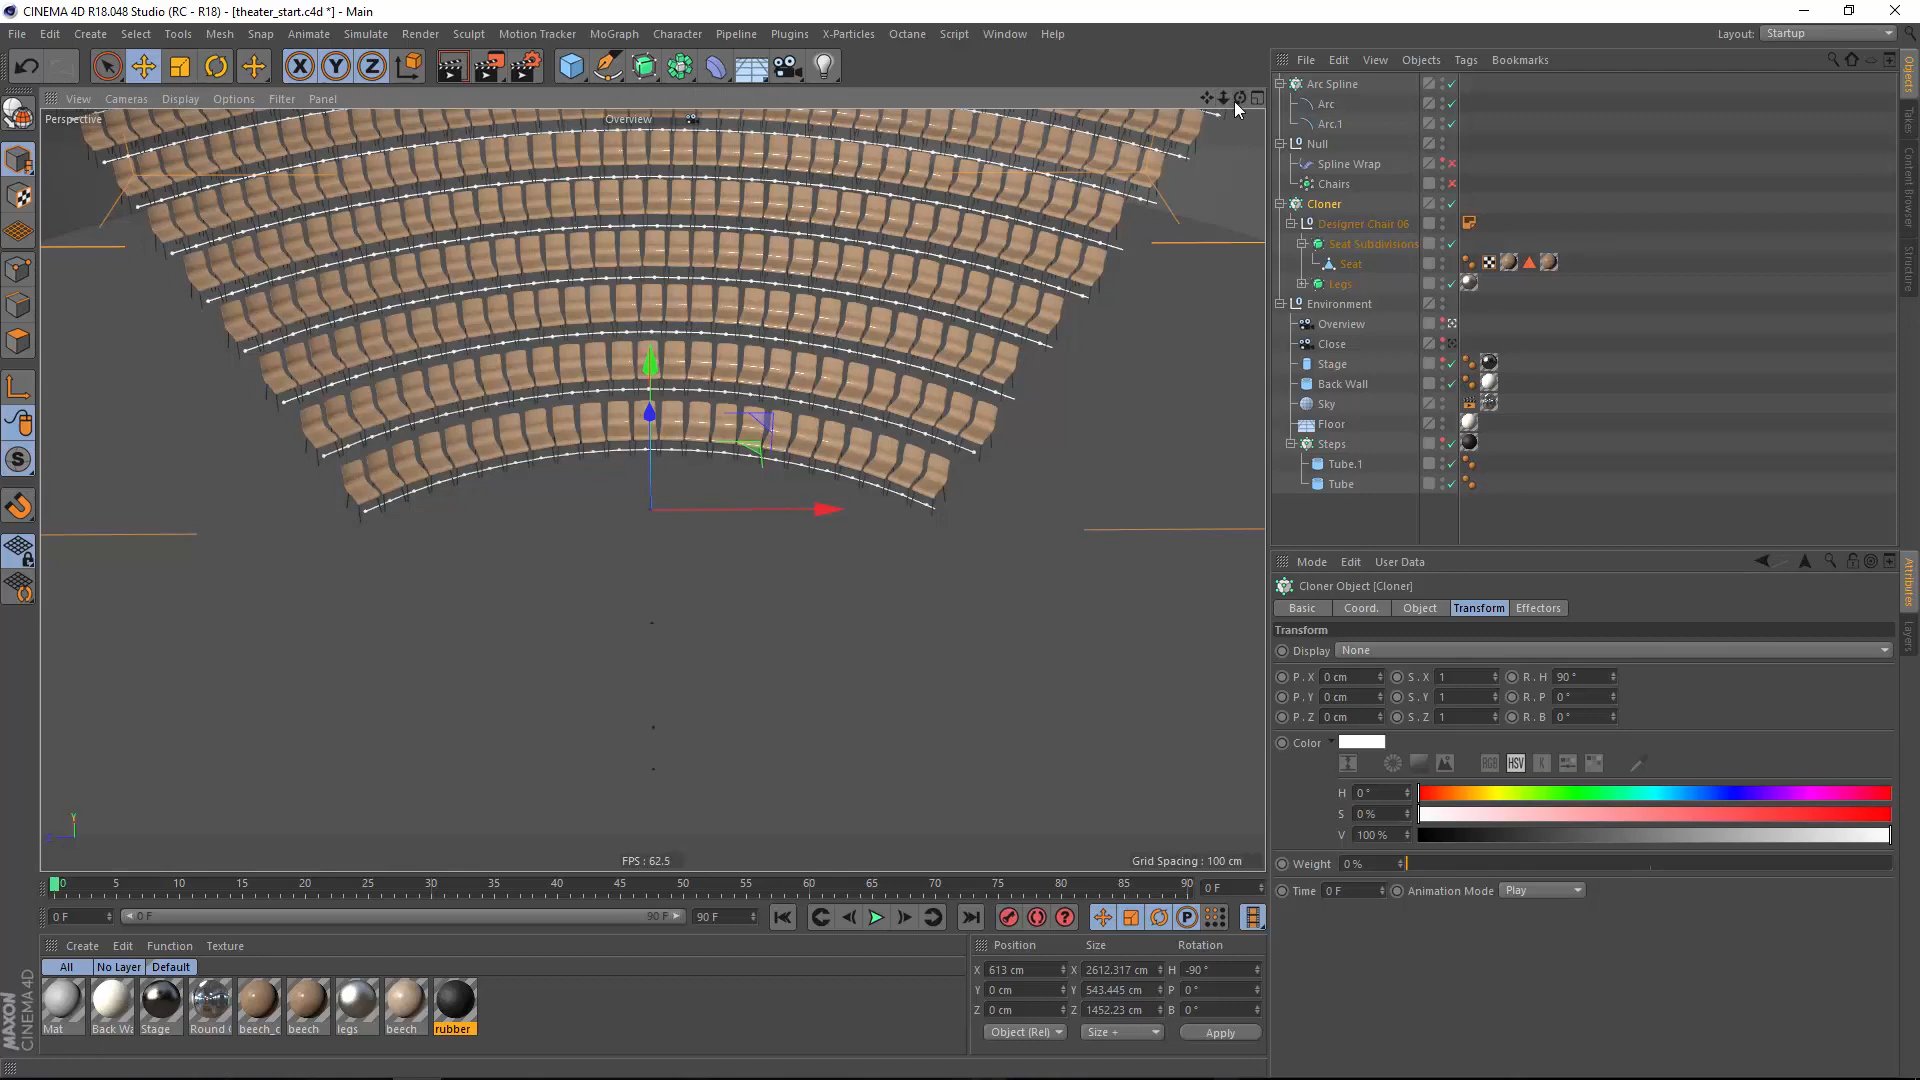 CINEMA 4D R18.048 Studio (RC - R18) - [theater_start.c4d *] - Main
File Edit Create Select Tools Mesh Snap Animate Simulate Render Sculpt Motion Tracker MoGraph Character Pipeline Plugins X-Particles Octane Script Window Help Layout: Startup
File Edit View Objects Tags Bookmarks
View Cameras Display Options Filter Panel
Perspective Overview
Arc Spline
Arc
Arc.1
Null
Spline Wrap
Chairs
Cloner
Designer Chair 06
Seat Subdivisions
Seat
Legs
Environment
Overview
Close
Stage
Back Wall
Sky
Floor
Steps
Tube.1
Tube
Objects
Takes
Content Browser
Structure
Mode Edit User Data
Cloner Object [Cloner]
Basic Coord. Object Transform Effectors
Transform
Display None
P . X 0 cm S . X 1 R . H 90 °
P . Y 0 cm S . Y 1 R . P 0 °
P . Z 0 cm S . Z 1 R . B 0 °
Color
RGB HSV K
H 0 °
S 0 %
V 100 %
Weight 0 %
Time 0 F Animation Mode Play
Attributes
Layers
Y
FPS : 62.5 Grid Spacing : 100 cm
0 5 10 15 20 25 30 35 40 45 50 55 60 65 70 75 80 85 90 0 F
0 F 0 F 90 F 90 F
Create Edit Function Texture
All No Layer Default
Mat Back Wa Stage Round beech_c beech legs beech rubber
Position Size Rotation
X 613 cm X 2612.317 cm H -90 °
Y 0 cm Y 543.445 cm P 0 °
Z 0 cm Z 1452.23 cm B 0 °
Object (Rel) Size + Apply
MAXON
CINEMA 4D